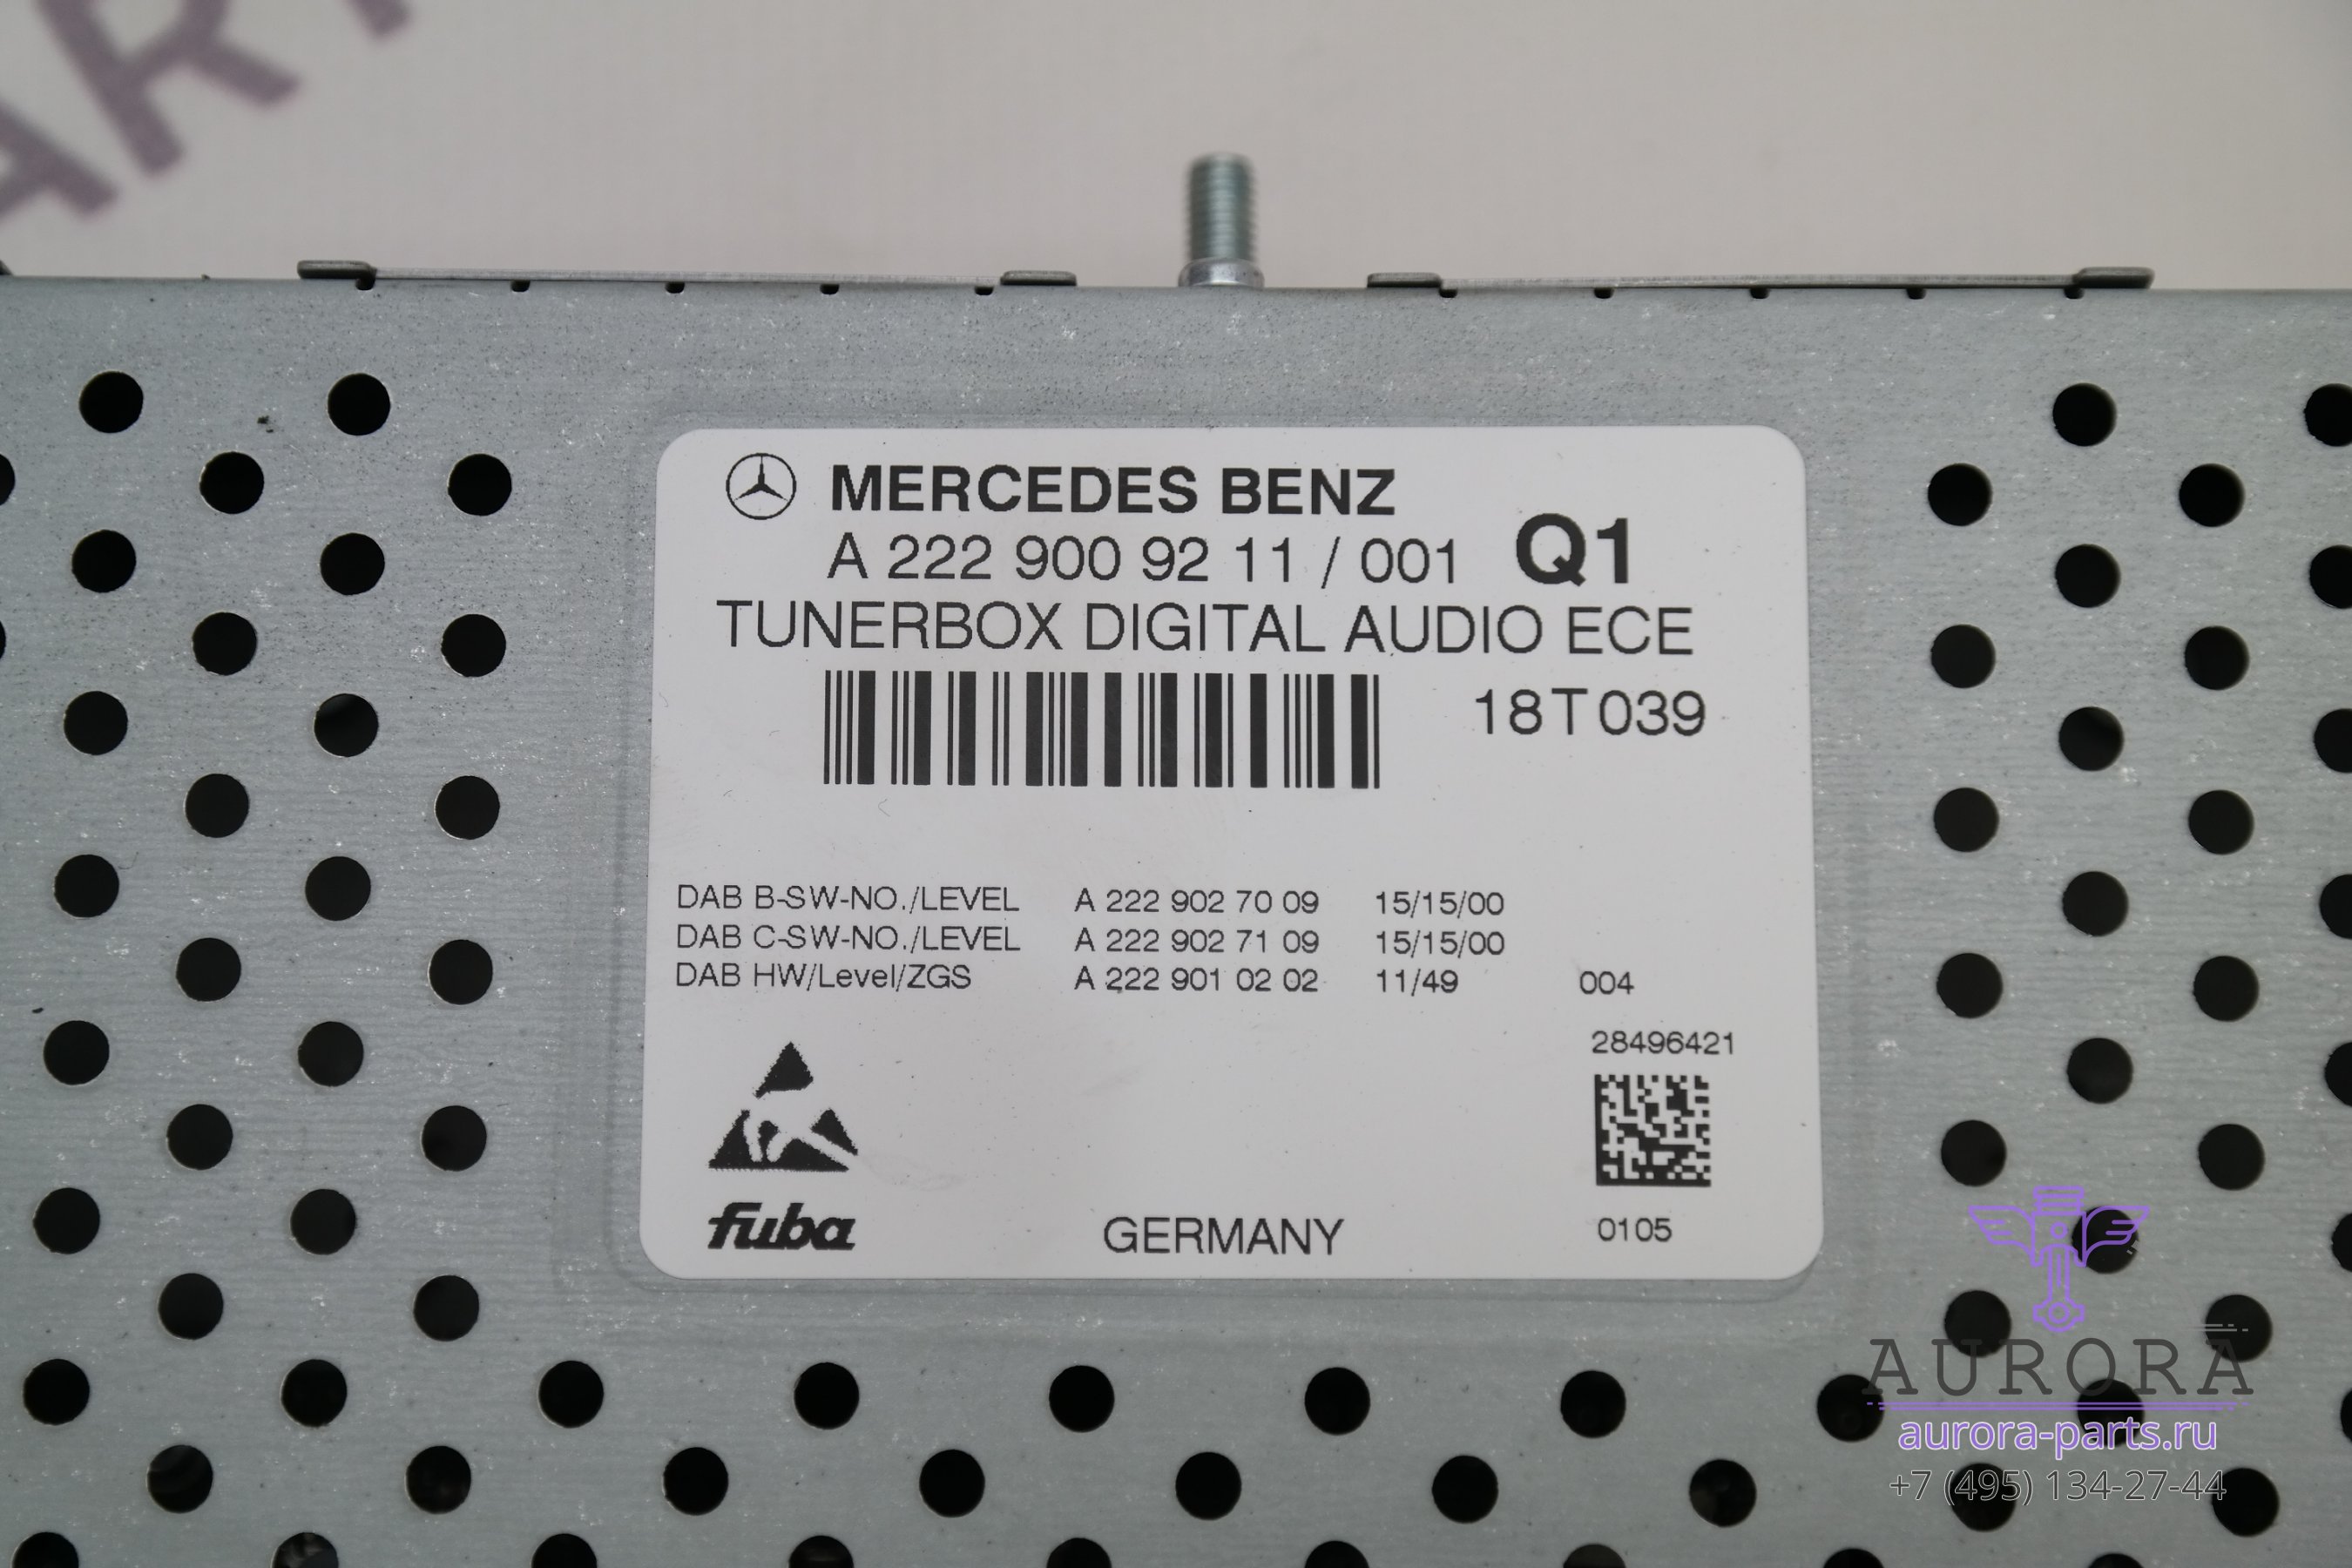 ART
MERCEDES BENZ
A 222 900 92 11 / 001 Q1
TUNERBOX DIGITAL AUDIO ECE
18T039
DAB B-SW-NO./LEVEL A 222 902 70 09 15/15/00
DAB C-SW-NO./LEVEL A 222 902 71 09 15/15/00
DAB HW/Level/ZGS A 222 901 02 02 11/49 004
28496421
fuba GERMANY 0105
AURORA
aurora-parts.ru
+7 (495) 134-27-44